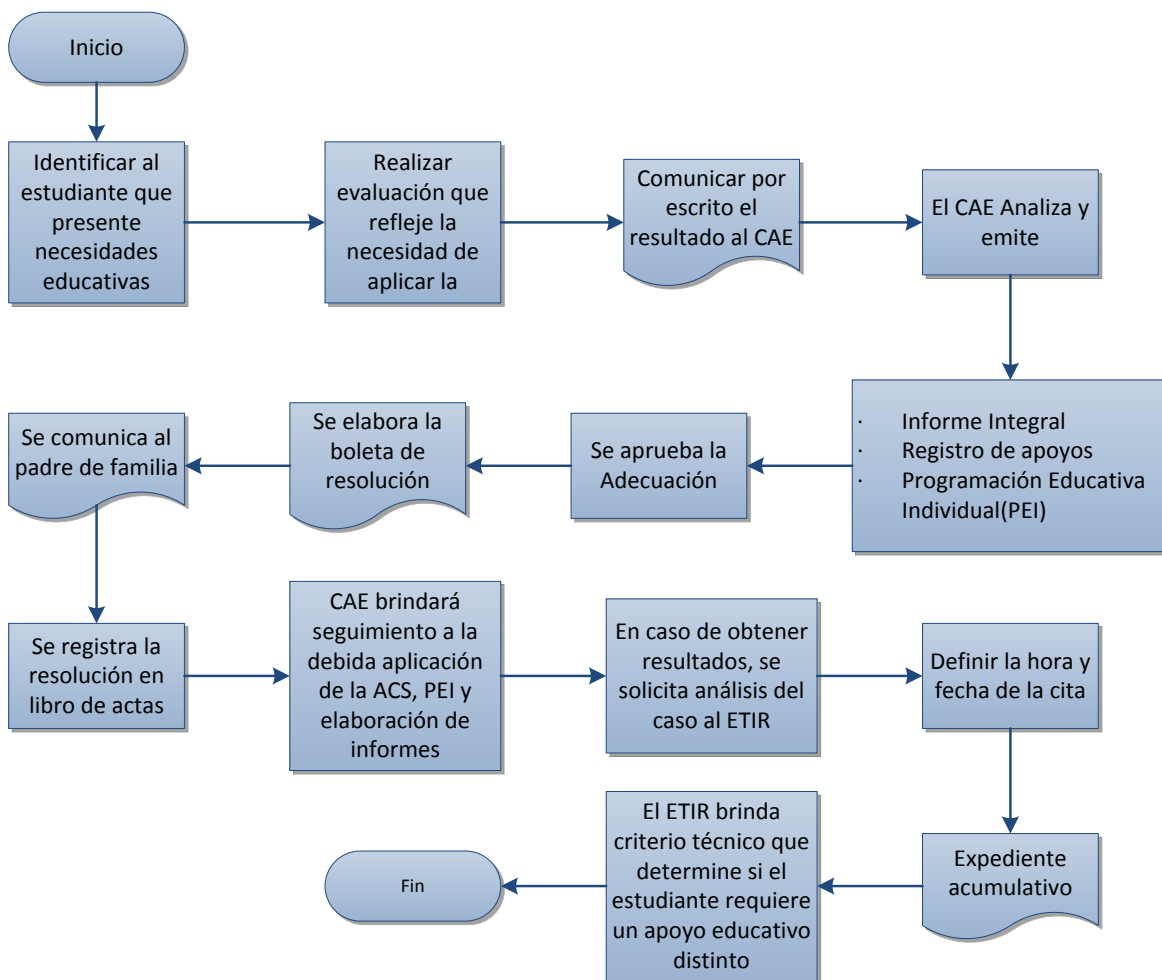 Inicio
Identificar al
estudiante que
presente
necesidades
educativas
Realizar
evaluación que
refleje la
necesidad de
aplicar la
Comunicar por
escrito el
resultado al CAE
El CAE Analiza y
emite
· Informe Integral
· Registro de apoyos
· Programación Educativa
Individual(PEI)
Se aprueba la
Adecuación
Se elabora la
boleta de
resolución
Se comunica al
padre de familia
Se registra la
resolución en
libro de actas
CAE brindará
seguimiento a la
debida aplicación
de la ACS, PEI y
elaboración de
informes
En caso de obtener
resultados, se
solicita análisis del
caso al ETIR
Definir la hora y
fecha de la cita
Expediente
acumulativo
El ETIR brinda
criterio técnico que
determine si el
estudiante requiere
un apoyo educativo
distinto
Fin